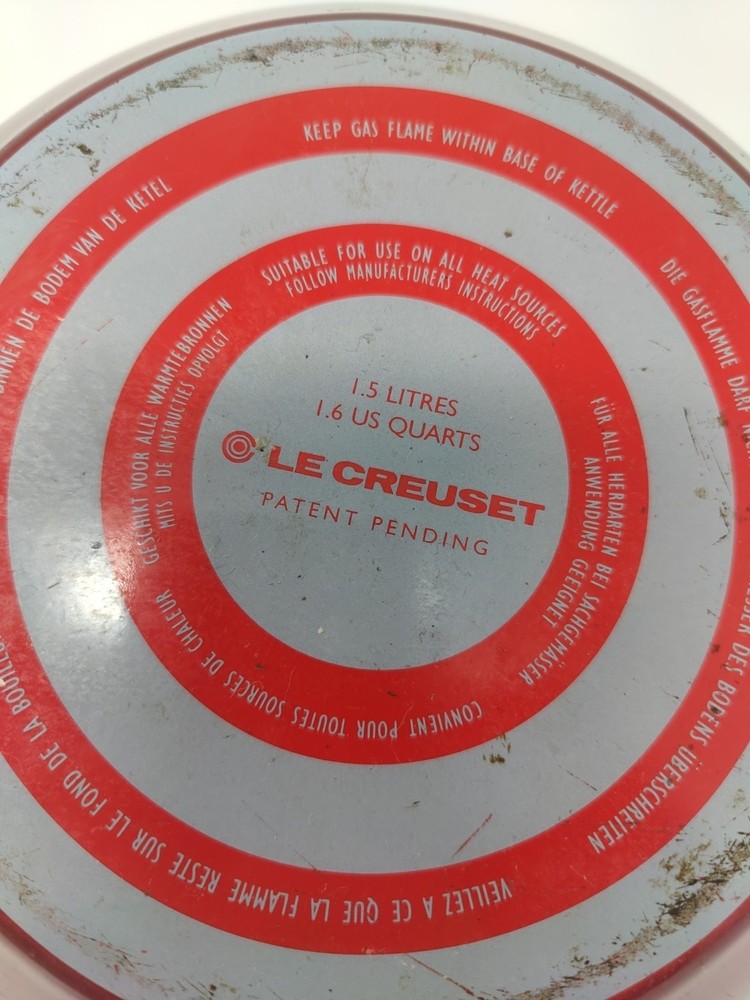 KEEP GAS FLAME WITHIN BASE OF KETTLE
DIE GASFLAMME DARF
DES BODENS ÜBERSCHREITEN
VEILLEZ A CE QUE LA FLAMME RESTE SUR LE FOND DE LA
BINNEN DE BODEM VAN DE KETEL
SUITABLE FOR USE ON ALL HEAT SOURCES
FOLLOW MANUFACTURERS INSTRUCTIONS
FÜR ALLE HERDARTEN BEI SACHGEMÄSSER
ANWENDUNG GEEIGNET
CONVIENT POUR TOUTES SOURCES DE CHALEUR
GESCHIKT VOOR ALLE WARMTEBRONNEN
MITS U DE INSTRUCTIES OPVOLGT
1.5 LITRES
1.6 US QUARTS
LE CREUSET
PATENT PENDING